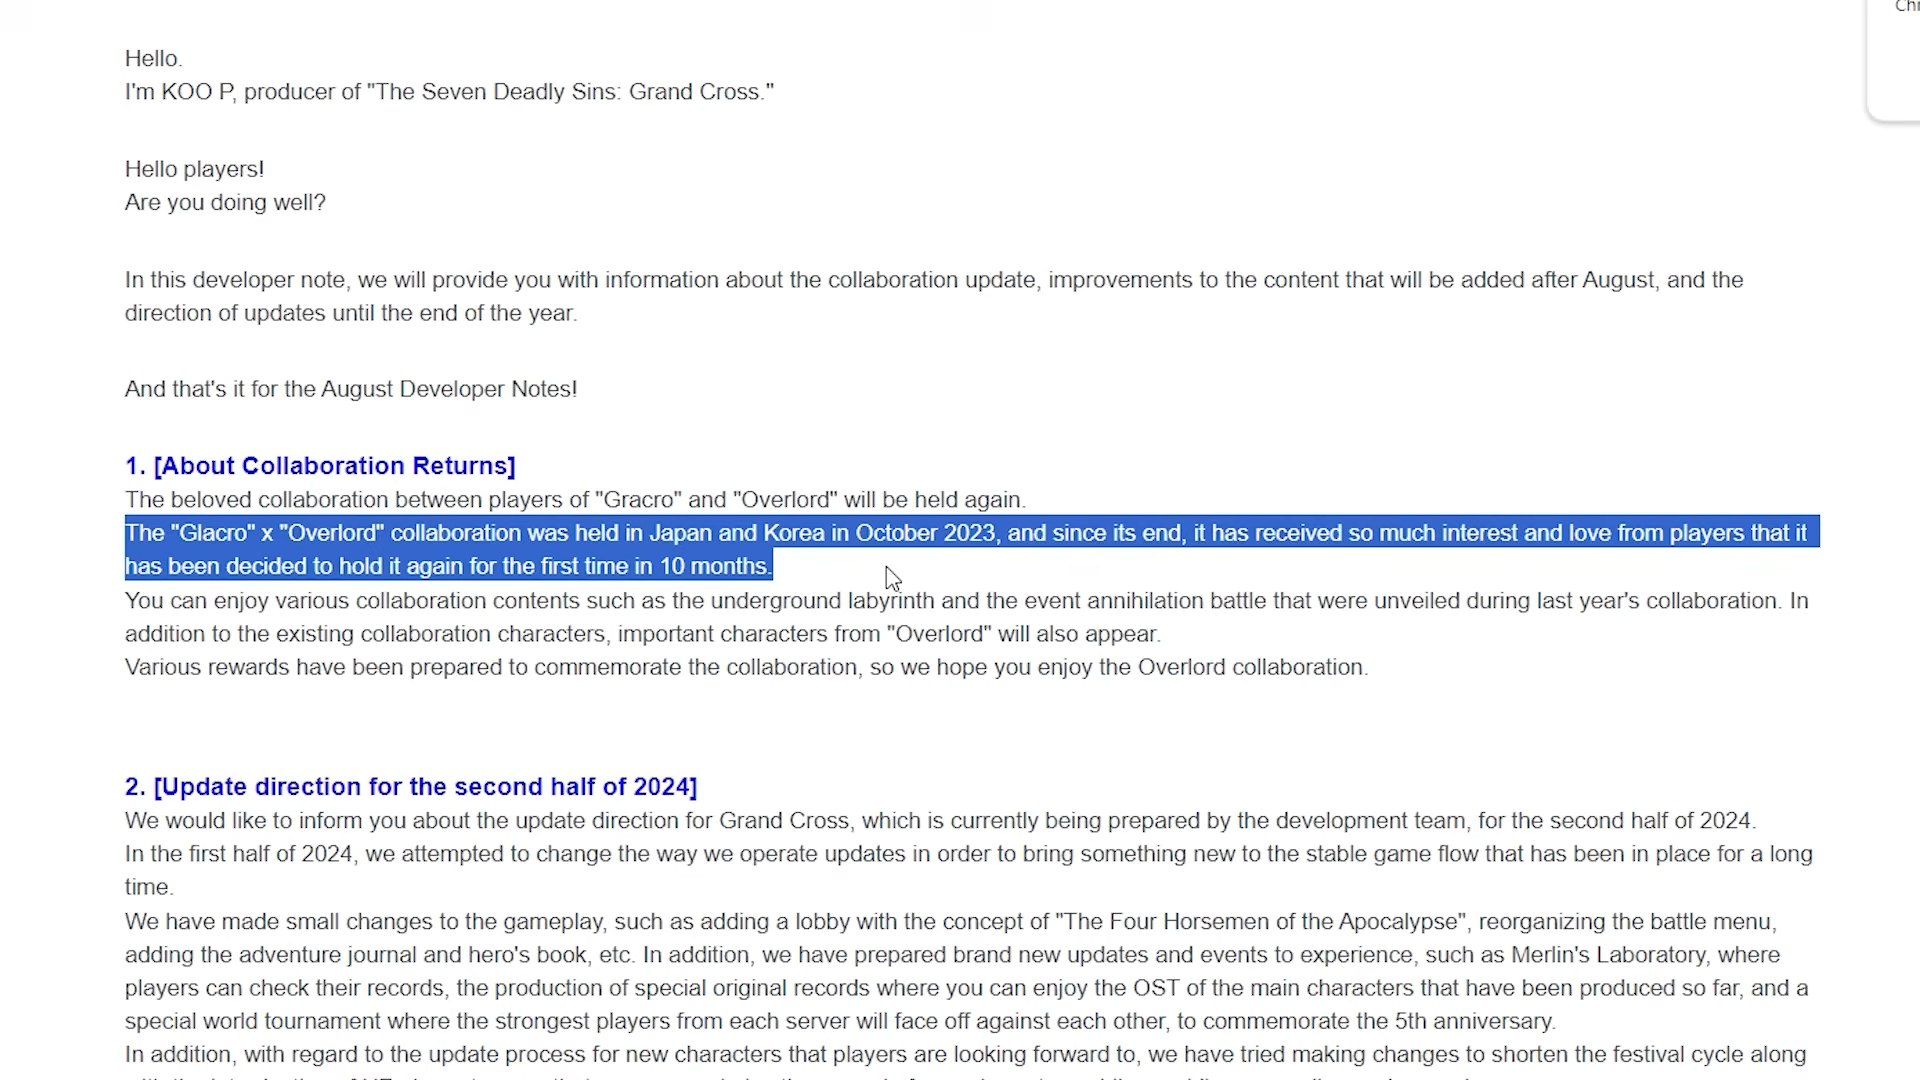 Chr
Hello.
I'm KOO P, producer of "The Seven Deadly Sins: Grand Cross."
Hello players!
Are you doing well?
In this developer note, we will provide you with information about the collaboration update, improvements to the content that will be added after August, and the
direction of updates until the end of the year.
And that's it for the August Developer Notes!
1. [About Collaboration Returns]
The beloved collaboration between players of "Gracro" and "Overlord" will be held again.
The "Glacro" x "Overlord" collaboration was held in Japan and Korea in October 2023, and since its end, it has received so much interest and love from players that it
has been decided to hold it again for the first time in 10 months.
You can enjoy various collaboration contents such as the underground labyrinth and the event annihilation battle that were unveiled during last year's collaboration. In
addition to the existing collaboration characters, important characters from "Overlord" will also appear.
Various rewards have been prepared to commemorate the collaboration, so we hope you enjoy the Overlord collaboration.
2. [Update direction for the second half of 2024]
We would like to inform you about the update direction for Grand Cross, which is currently being prepared by the development team, for the second half of 2024.
In the first half of 2024, we attempted to change the way we operate updates in order to bring something new to the stable game flow that has been in place for a long
time.
We have made small changes to the gameplay, such as adding a lobby with the concept of "The Four Horsemen of the Apocalypse", reorganizing the battle menu,
adding the adventure journal and hero's book, etc. In addition, we have prepared brand new updates and events to experience, such as Merlin's Laboratory, where
players can check their records, the production of special original records where you can enjoy the OST of the main characters that have been produced so far, and a
special world tournament where the strongest players from each server will face off against each other, to commemorate the 5th anniversary.
In addition, with regard to the update process for new characters that players are looking forward to, we have tried making changes to shorten the festival cycle along